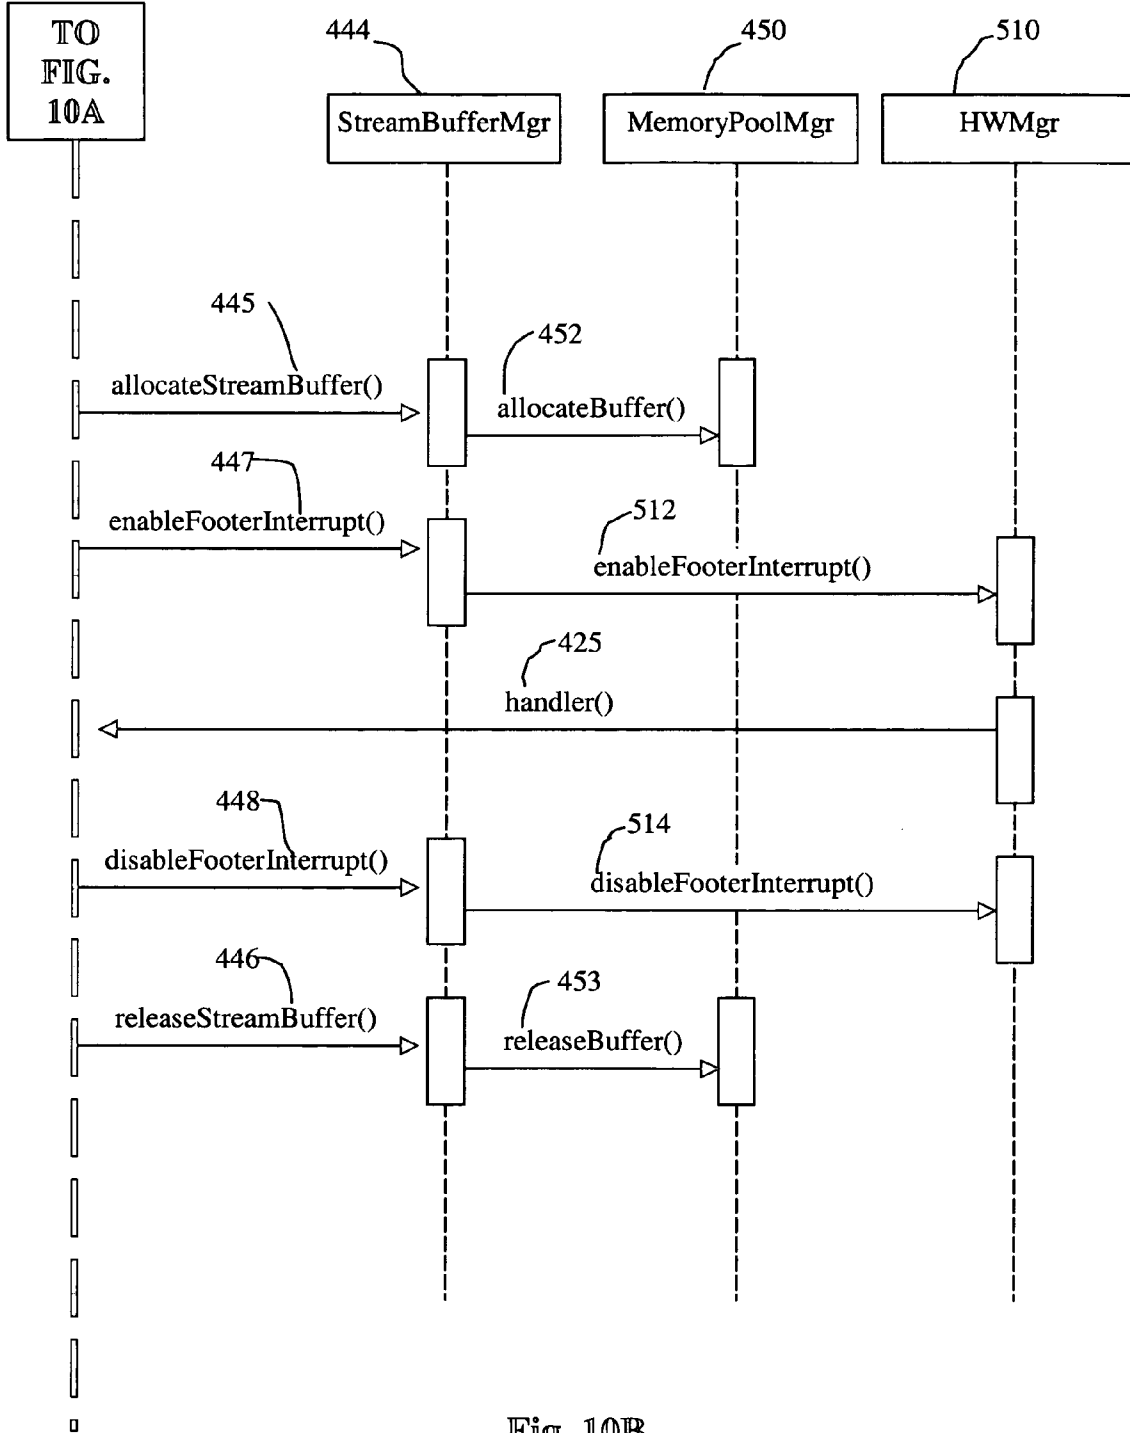 TO
FIG.
10A
444
450
510
StreamBufferMgr
MemoryPoolMgr
HWMgr
445
452
allocateStreamBuffer()
allocateBuffer()
447
512
enableFooterInterrupt()
enableFooterInterrupt()
425
handler()
448
514
disableFooterInterrupt()
disableFooterInterrupt()
446
453
releaseStreamBuffer()
releaseBuffer()
Fig. 10B